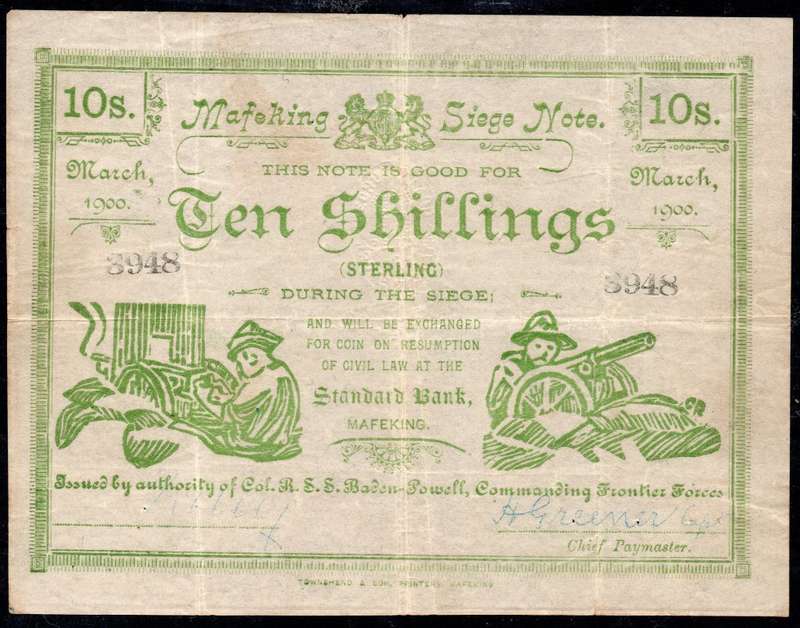 10s. Mafeking Siege Note. 10s.
March, 1900.
March, 1900.
THIS NOTE IS GOOD FOR
Ten Shillings
(STERLING)
3948
3948
DURING THE SIEGE;
AND WILL BE EXCHANGED
FOR COIN ON RESUMPTION
OF CIVIL LAW AT THE
Standard Bank,
MAFEKING.
Issued by authority of Col. R. S. S. Baden-Powell, Commanding Frontier Forces
H Greener Capt
Chief Paymaster.
TOWNSHEND & SON, PRINTERS, MAFEKING